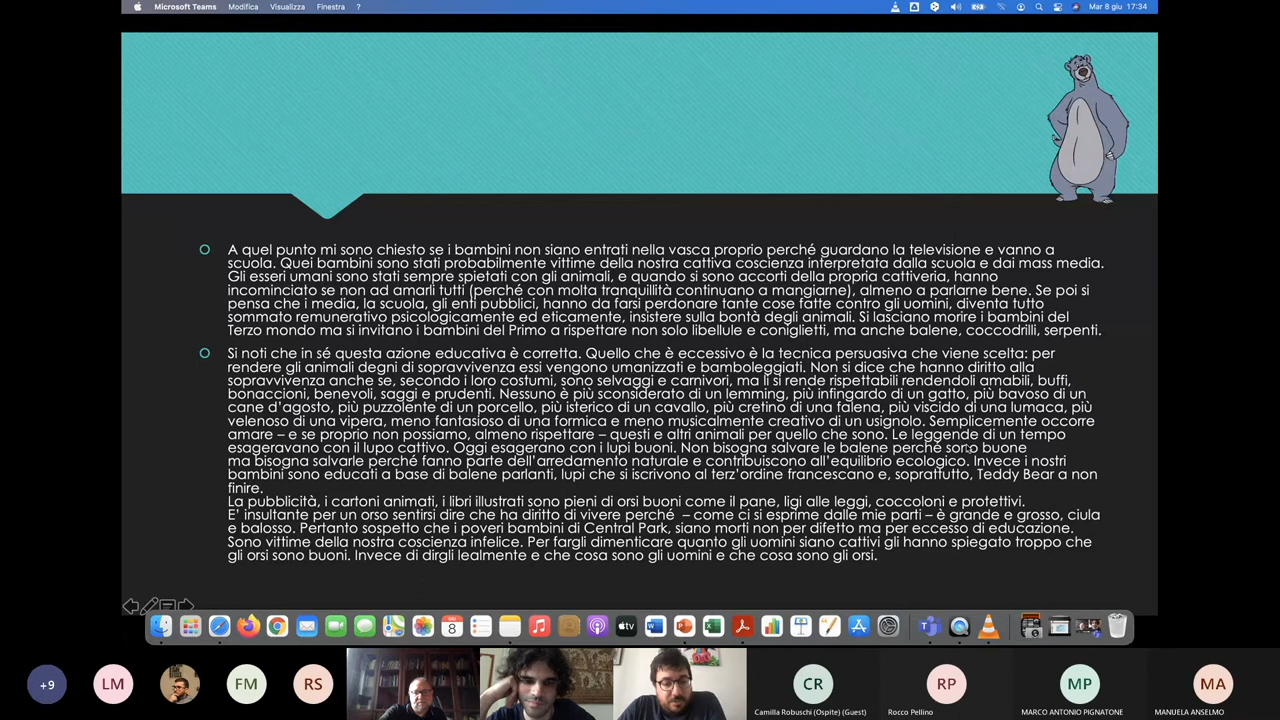 Microsoft Teams Modifica Visualizza Finestra ? Mar 8 giu 17:34
A quel punto mi sono chiesto se i bambini non siano entrati nella vasca proprio perché guardano la televisione e vanno a
scuola. Quei bambini sono stati probabilmente vittime della nostra cattiva coscienza interpretata dalla scuola e dai mass media.
Gli esseri umani sono stati sempre spietati con gli animali, e quando si sono accorti della propria cattiveria, hanno
incominciato se non ad amarli tutti (perché con molta tranquillità continuano a mangiarne), almeno a parlarne bene. Se poi si
pensa che i media, la scuola, gli enti pubblici, hanno da farsi perdonare tante cose fatte contro gli uomini, diventa tutto
sommato remunerativo psicologicamente ed eticamente, insistere sulla bontà degli animali. Si lasciano morire i bambini del
Terzo mondo ma si invitano i bambini del Primo a rispettare non solo libellule e coniglietti, ma anche balene, coccodrilli, serpenti.
Si noti che in sé questa azione educativa è corretta. Quello che è eccessivo è la tecnica persuasiva che viene scelta: per
rendere gli animali degni di sopravvivenza essi vengono umanizzati e bamboleggiati. Non si dice che hanno diritto alla
sopravvivenza anche se, secondo i loro costumi, sono selvaggi e carnivori, ma li si rende rispettabili rendendoli amabili, buffi,
bonaccioni, benevoli, saggi e prudenti. Nessuno è più sconsiderato di un lemming, più infingardo di un gatto, più bavoso di un
cane d'agosto, più puzzolente di un porcello, più isterico di un cavallo, più cretino di una falena, più viscido di una lumaca, più
velenoso di una vipera, meno fantasioso di una formica e meno musicalmente creativo di un usignolo. Semplicemente occorre
amare – e se proprio non possiamo, almeno rispettare – questi e altri animali per quello che sono. Le leggende di un tempo
esageravano con il lupo cattivo. Oggi esagerano con i lupi buoni. Non bisogna salvare le balene perché sono buone
ma bisogna salvarle perché fanno parte dell'arredamento naturale e contribuiscono all'equilibrio ecologico. Invece i nostri
bambini sono educati a base di balene parlanti, lupi che si iscrivono al terz'ordine francescano e, soprattutto, Teddy Bear a non
finire.
La pubblicità, i cartoni animati, i libri illustrati sono pieni di orsi buoni come il pane, ligi alle leggi, coccoloni e protettivi.
E' insultante per un orso sentirsi dire che ha diritto di vivere perché – come ci si esprime dalle mie parti – è grande e grosso, ciula
e balosso. Pertanto sospetto che i poveri bambini di Central Park, siano morti non per difetto ma per eccesso di educazione.
Sono vittime della nostra coscienza infelice. Per fargli dimenticare quanto gli uomini siano cattivi gli hanno spiegato troppo che
gli orsi sono buoni. Invece di dirgli lealmente e che cosa sono gli uomini e che cosa sono gli orsi.
8
tv
+9 LM FM RS CR RP MP MA
Camilla Robuschi (Ospite) (Guest) Rocco Pellino MARCO ANTONIO PIGNATONE MANUELA ANSELMO